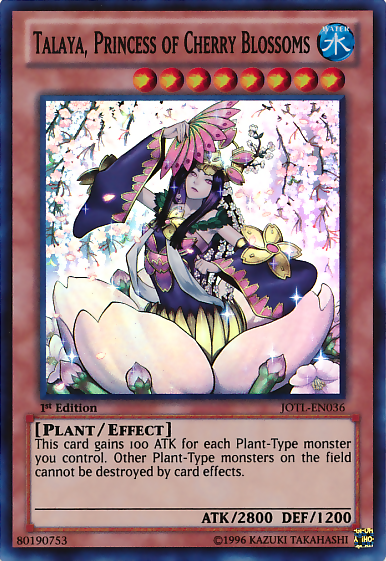 Talaya, Princess of Cherry Blossoms
WATER
水
1st Edition
JOTL-EN036
[Plant/Effect]
This card gains 100 ATK for each Plant-Type monster
you control. Other Plant-Type monsters on the field
cannot be destroyed by card effects.
ATK/2800 DEF/1200
80190753
©1996 KAZUKI TAKAHASHI